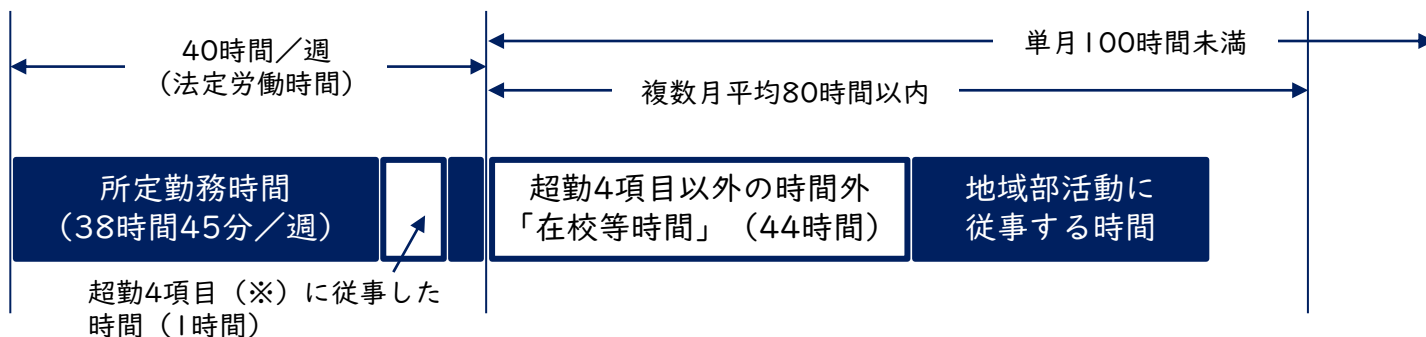 40時間／週
（法定労働時間）
単月100時間未満
複数月平均80時間以内
所定勤務時間
（38時間45分／週）
超勤4項目以外の時間外
「在校等時間」（44時間）
地域部活動に
従事する時間
超勤4項目（※）に従事した
時間（1時間）